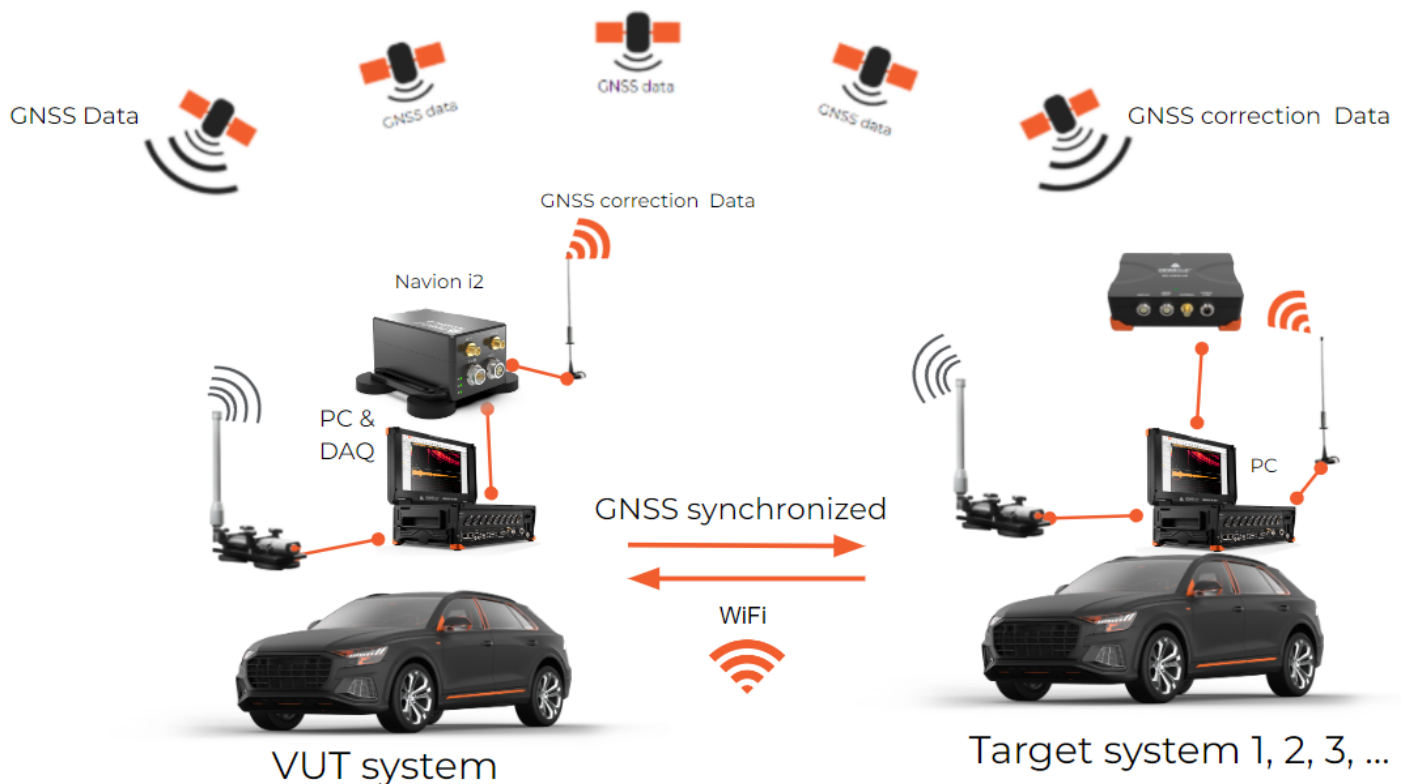 GNSS data
GNSS data
GNSS data
GNSS Data
GNSS correction  Data
GNSS correction  Data
Navion i2
PC &
DAQ
PC
GNSS synchronized
WiFi
VUT system
Target system 1, 2, 3, ...